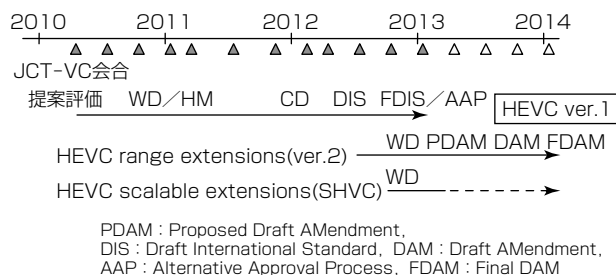 2010 2011 2012 2013 2014
JCT-VC会合
提案評価 WD／HM CD DIS FDIS／AAP HEVC ver.1
WD PDAM DAM FDAM
HEVC range extensions(ver.2)
WD
HEVC scalable extensions(SHVC)
PDAM：Proposed Draft AMendment,
DIS：Draft International Standard, DAM：Draft AMendment,
AAP：Alternative Approval Process, FDAM：Final DAM